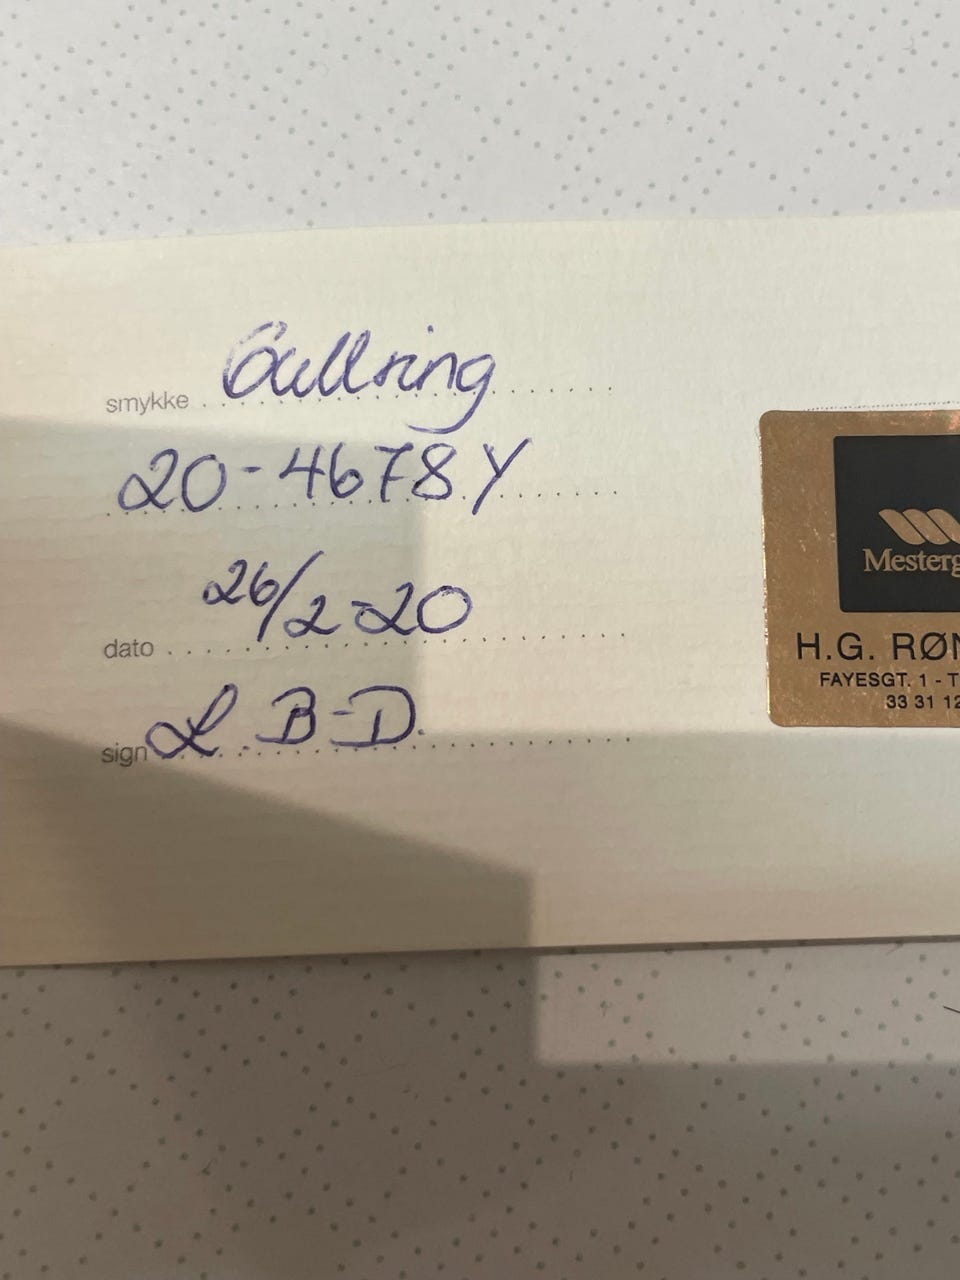 smykke Gullring
20-4678Y
dato 26/2-20
sign L.B-D.
Mesterg
H.G. RØN
FAYESGT. 1 - T
33 31 12